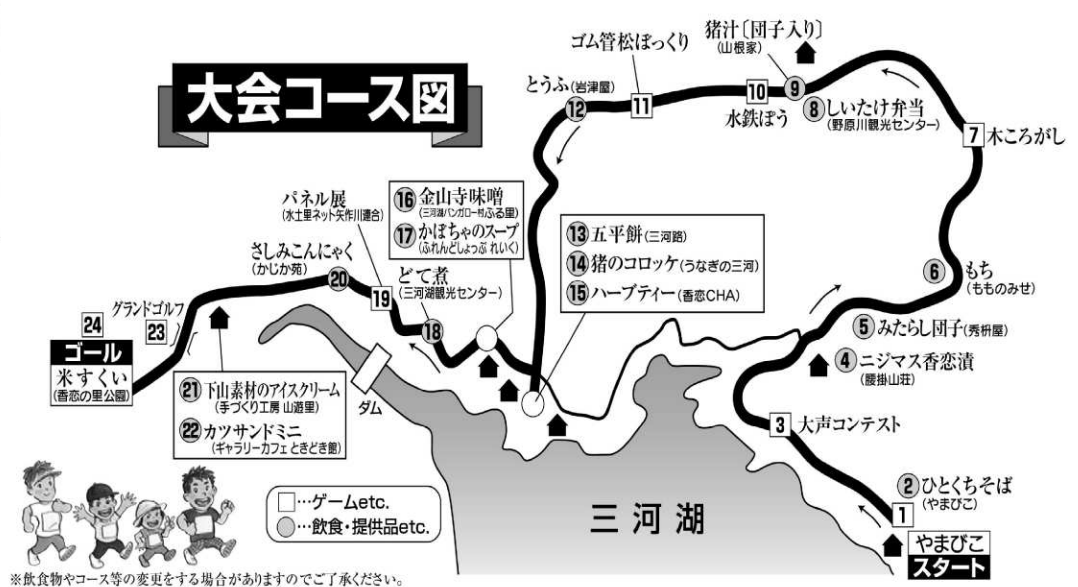 大会コース図
1
やまびこ
スタート
2 ひとくちそば
(やまびこ)
3 大声コンテスト
4 ニジマス香恋漬
(腰掛山荘)
5 みたらし団子(秀枡屋)
6 もち
(もものみせ)
7 木ころがし
8 しいたけ弁当
(野原川観光センター)
猪汁〔団子入り〕
(山根家)
9
10
水鉄ぽう
ゴム管松ぼっくり
11
とうふ(岩津屋)
12
13 五平餅(三河路)
14 猪のコロッケ(うなぎの三河)
15 ハーブティー(香恋CHA)
16 金山寺味噌
(三河湖バンガロー村ふる里)
17 かぼちゃのスープ
(ふれんどしょっぷ れいく)
どて煮
(三河湖観光センター)
18
パネル展
(水土里ネット矢作川連合)
19
さしみこんにゃく
(かじか苑)
20
21 下山素材のアイスクリーム
(手づくり工房 山遊里)
22 カツサンドミニ
(ギャラリーカフェ ときどき館)
グランドゴルフ
23
24
ゴール
米すくい
(香恋の里公園)
ダム
三河湖
□…ゲームetc.
○…飲食・提供品etc.
※飲食物やコース等の変更をする場合がありますのでご了承ください。